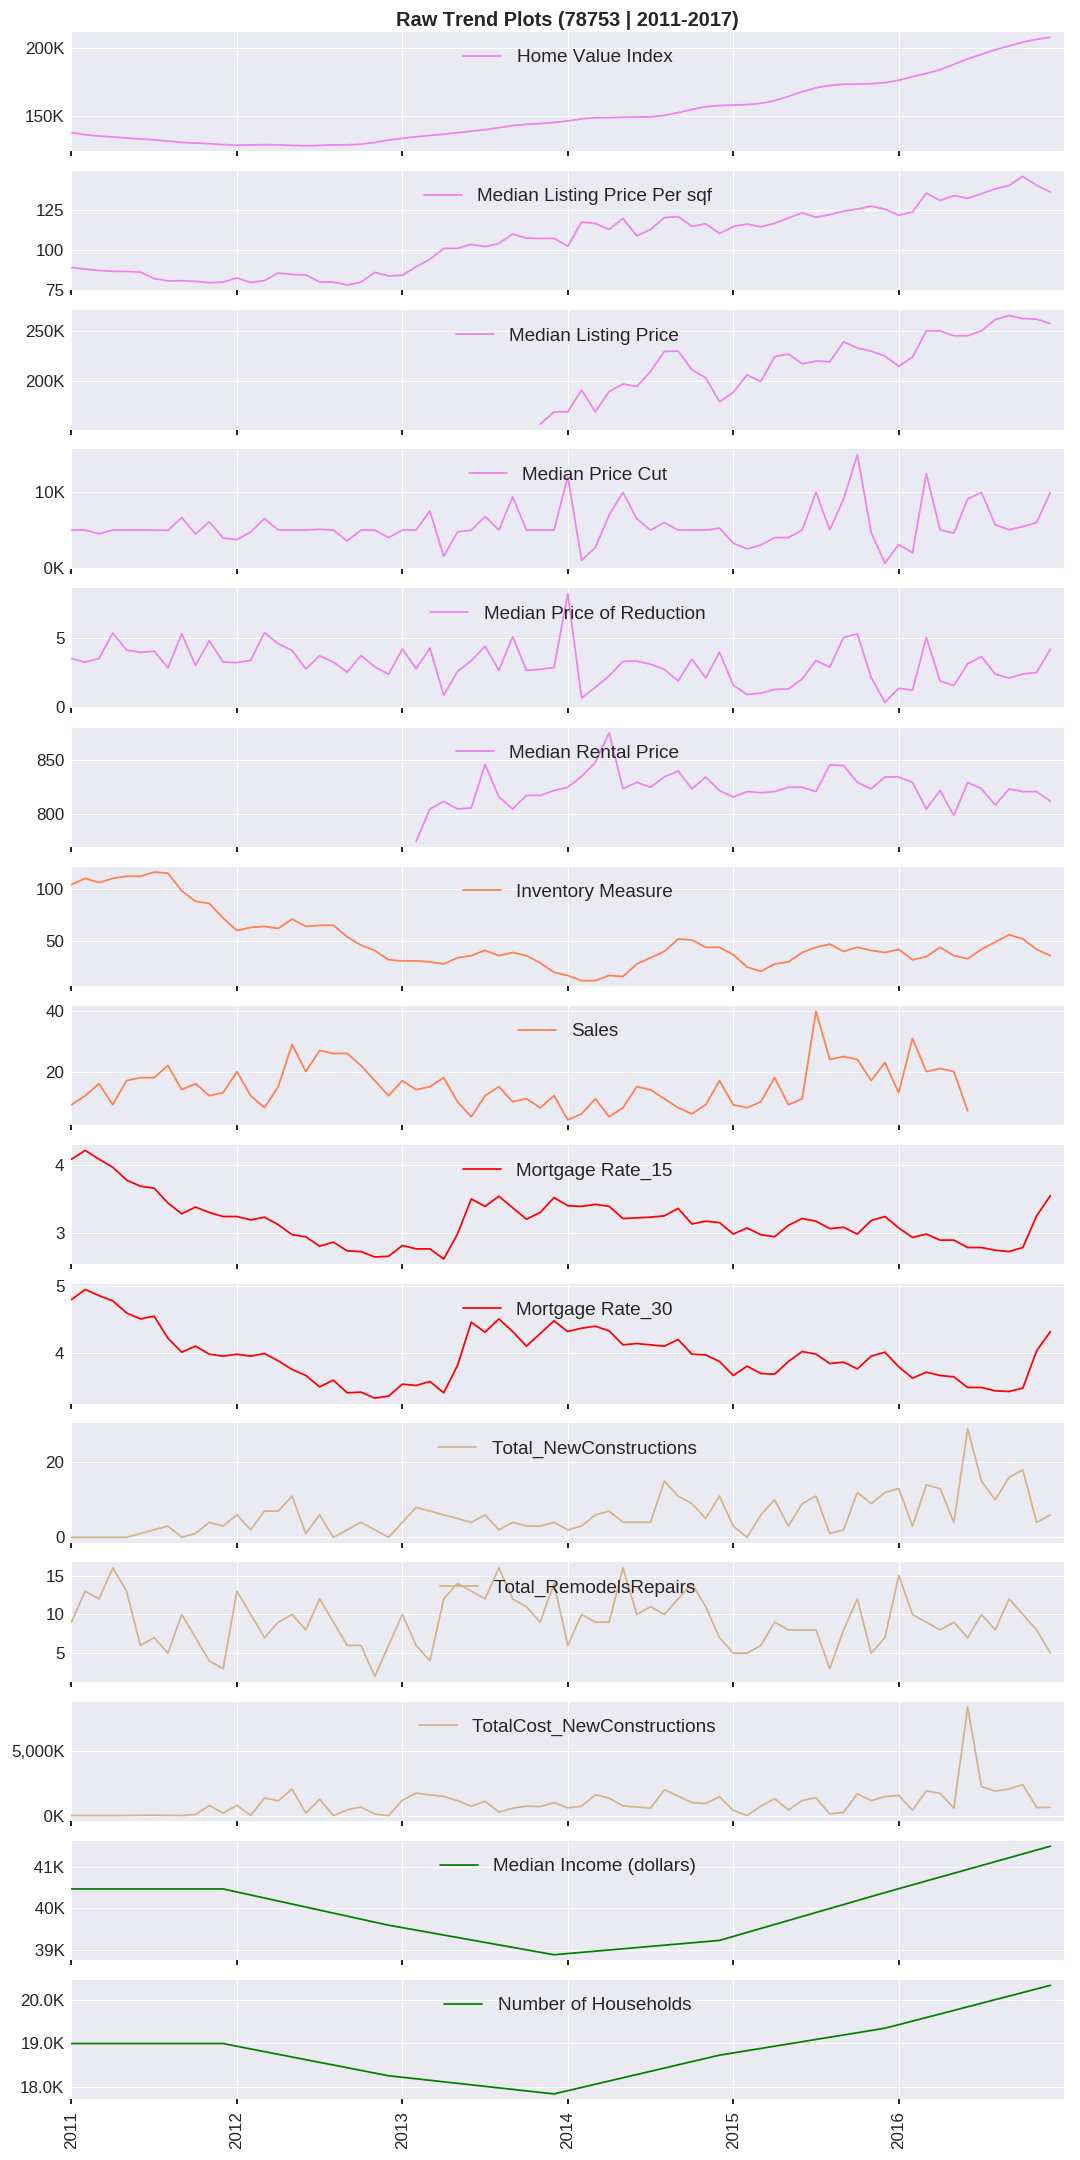 Raw Trend Plots (78753 | 2011-2017)
200K
150K
Home Value Index
125
100
75
Median Listing Price Per sqf
250K
200K
Median Listing Price
10K
0K
Median Price Cut
5
0
Median Price of Reduction
850
800
Median Rental Price
100
50
Inventory Measure
40
20
Sales
4
3
Mortgage Rate_15
5
4
Mortgage Rate_30
20
0
Total_NewConstructions
15
10
5
Total_RemodelsRepairs
5,000K
0K
TotalCost_NewConstructions
41K
40K
39K
Median Income (dollars)
20.0K
19.0K
18.0K
Number of Households
2011
2012
2013
2014
2015
2016